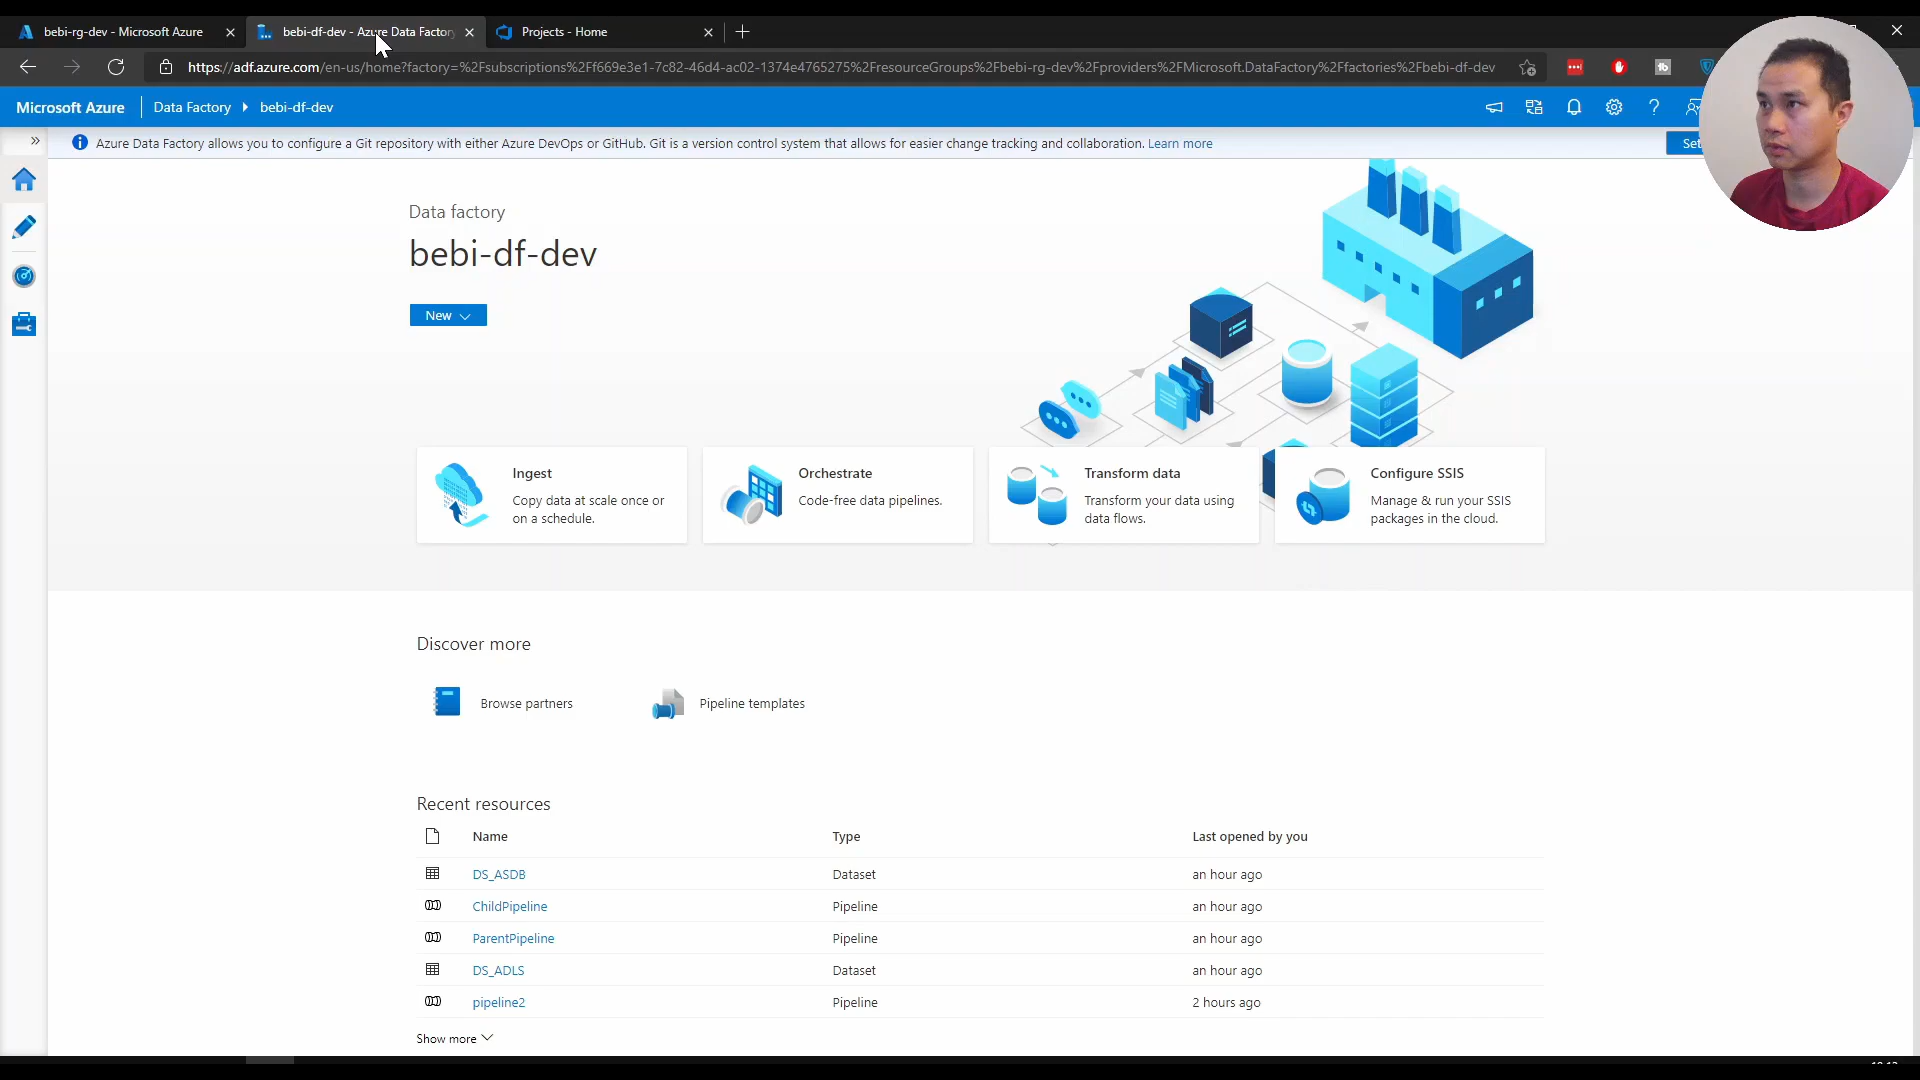 bebi-rg-dev - Microsoft Azure
bebi-df-dev - Azure Data Factory
Projects - Home
https://adf.azure.com/en-us/home?factory=%2Fsubscriptions%2Ff669e3e1-7c82-46d4-ac02-1374e4765275%2FresourceGroups%2Fbebi-rg-dev%2Fproviders%2FMicrosoft.DataFactory%2Ffactories%2Fbebi-df-dev
Microsoft Azure
Data Factory
bebi-df-dev
Azure Data Factory allows you to configure a Git repository with either Azure DevOps or GitHub. Git is a version control system that allows for easier change tracking and collaboration. Learn more
Set
Data factory
bebi-df-dev
New
Ingest
Copy data at scale once or
on a schedule.
Orchestrate
Code-free data pipelines.
Transform data
Transform your data using
data flows.
Configure SSIS
Manage & run your SSIS
packages in the cloud.
Discover more
Browse partners
Pipeline templates
Recent resources
Name Type Last opened by you
DS_ASDB Dataset an hour ago
ChildPipeline Pipeline an hour ago
ParentPipeline Pipeline an hour ago
DS_ADLS Dataset an hour ago
pipeline2 Pipeline 2 hours ago
Show more